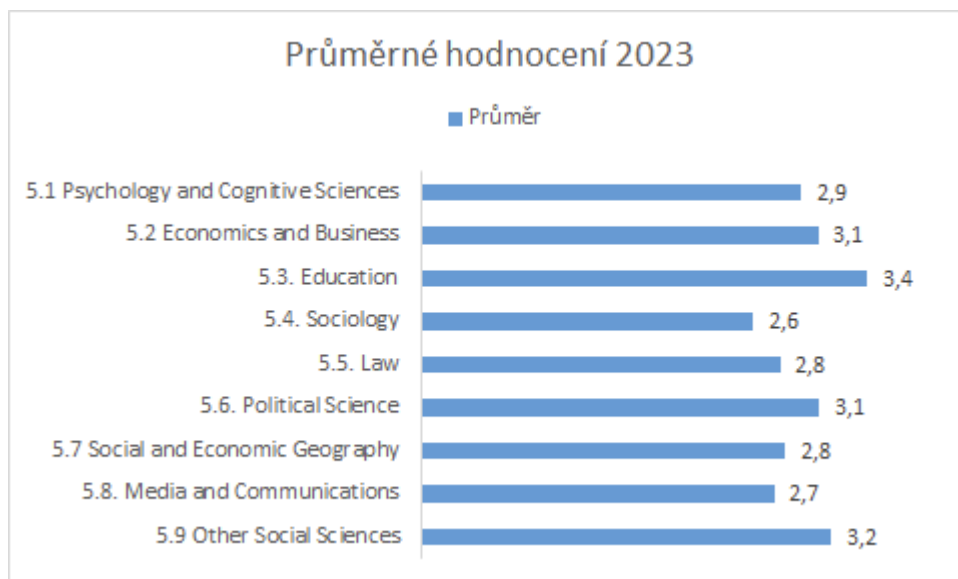 Průměrné hodnocení 2023
Průměr
5.1 Psychology and Cognitive Sciences 2,9
5.2 Economics and Business 3,1
5.3. Education 3,4
5.4. Sociology 2,6
5.5. Law 2,8
5.6. Political Science 3,1
5.7 Social and Economic Geography 2,8
5.8. Media and Communications 2,7
5.9 Other Social Sciences 3,2